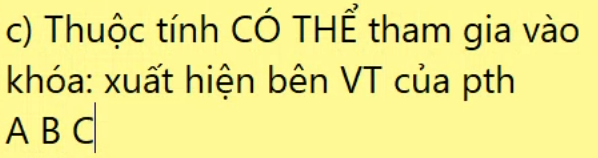 c) Thuộc tính CÓ THỂ tham gia vào
khóa: xuất hiện bên VT của pth
A B C